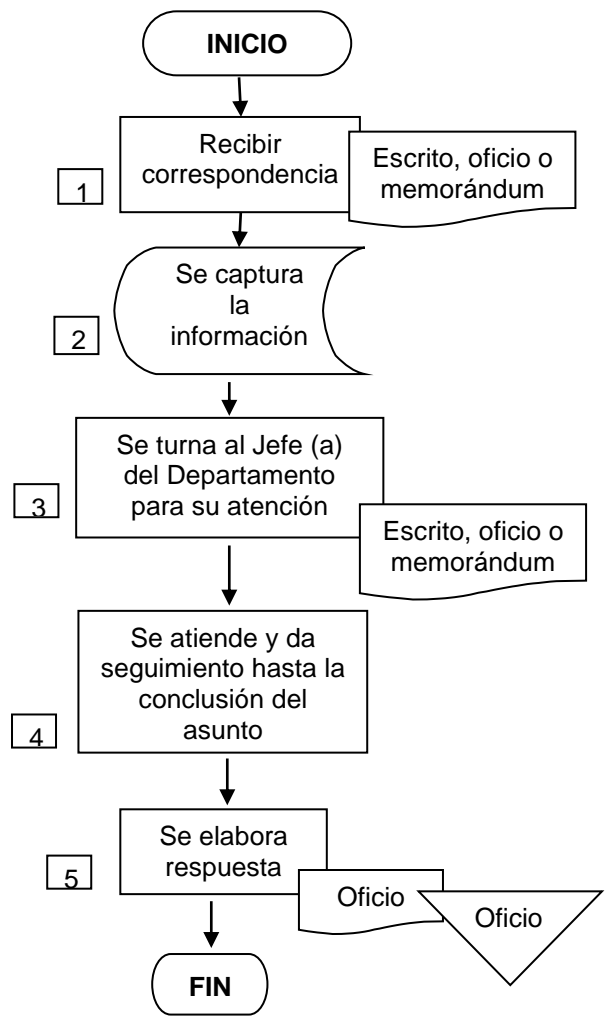 INICIO
Recibir
correspondencia
Escrito, oficio o
memorándum
1
Se captura
la
información
2
Se turna al Jefe (a)
del Departamento
para su atención
3
Escrito, oficio o
memorándum
Se atiende y da
seguimiento hasta la
conclusión del
asunto
4
Se elabora
respuesta
5
Oficio
Oficio
FIN